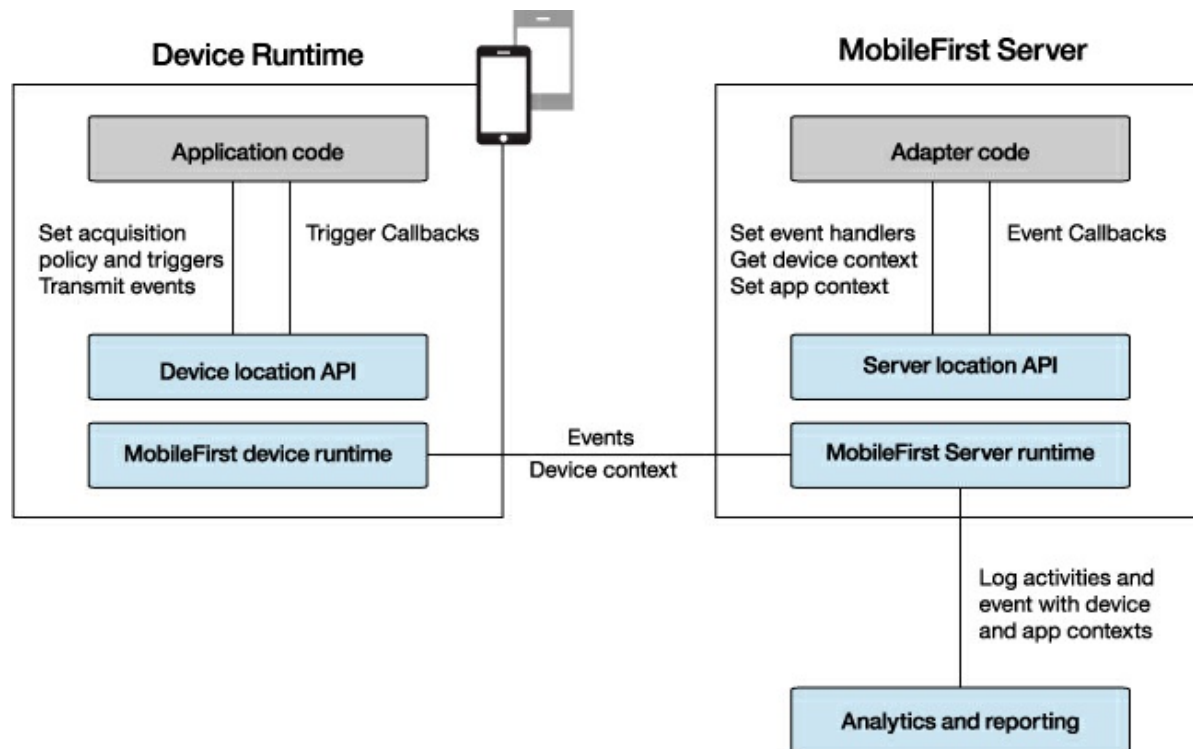 Device Runtime
MobileFirst Server
Application code
Adapter code
Set acquisition
policy and triggers
Transmit events
Trigger Callbacks
Set event handlers
Get device context
Set app context
Event Callbacks
Device location API
Server location API
MobileFirst device runtime
Events
Device context
MobileFirst Server runtime
Log activities and
event with device
and app contexts
Analytics and reporting